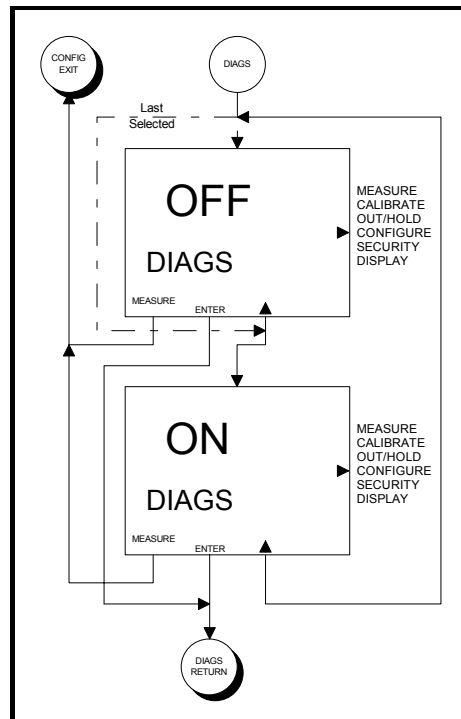 CONFIG
EXIT
DIAGS
Last
Selected
OFF
DIAGS
MEASURE
ENTER
MEASURE
CALIBRATE
OUT/HOLD
CONFIGURE
SECURITY
DISPLAY
ON
DIAGS
MEASURE
ENTER
MEASURE
CALIBRATE
OUT/HOLD
CONFIGURE
SECURITY
DISPLAY
DIAGS
RETURN